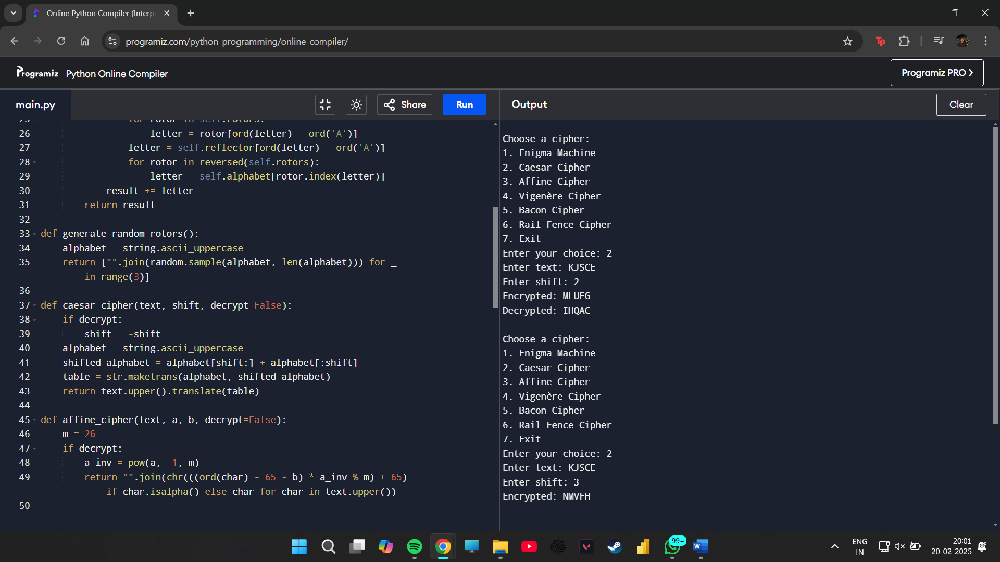 Online Python Compiler (Interp
programiz.com/python-programming/online-compiler/
Programiz Python Online Compiler
Programiz PRO ❯
main.py
Share
Run
Output
Clear
25 for rotor in self.rotors:
26 letter = rotor[ord(letter) - ord('A')]
27 letter = self.reflector[ord(letter) - ord('A')]
28 for rotor in reversed(self.rotors):
29 letter = self.alphabet[rotor.index(letter)]
30 result += letter
31 return result
32
33 def generate_random_rotors():
34 alphabet = string.ascii_uppercase
35 return ["".join(random.sample(alphabet, len(alphabet))) for _
in range(3)]
36
37 def caesar_cipher(text, shift, decrypt=False):
38 if decrypt:
39 shift = -shift
40 alphabet = string.ascii_uppercase
41 shifted_alphabet = alphabet[shift:] + alphabet[:shift]
42 table = str.maketrans(alphabet, shifted_alphabet)
43 return text.upper().translate(table)
44
45 def affine_cipher(text, a, b, decrypt=False):
46 m = 26
47 if decrypt:
48 a_inv = pow(a, -1, m)
49 return "".join(chr(((ord(char) - 65 - b) * a_inv % m) + 65)
if char.isalpha() else char for char in text.upper())
50
Choose a cipher:
1. Enigma Machine
2. Caesar Cipher
3. Affine Cipher
4. Vigenère Cipher
5. Bacon Cipher
6. Rail Fence Cipher
7. Exit
Enter your choice: 2
Enter text: KJSCE
Enter shift: 2
Encrypted: MLUEG
Decrypted: IHQAC
Choose a cipher:
1. Enigma Machine
2. Caesar Cipher
3. Affine Cipher
4. Vigenère Cipher
5. Bacon Cipher
6. Rail Fence Cipher
7. Exit
Enter your choice: 2
Enter text: KJSCE
Enter shift: 3
Encrypted: NMVFH
99+
ENG
IN
20:01
20-02-2025